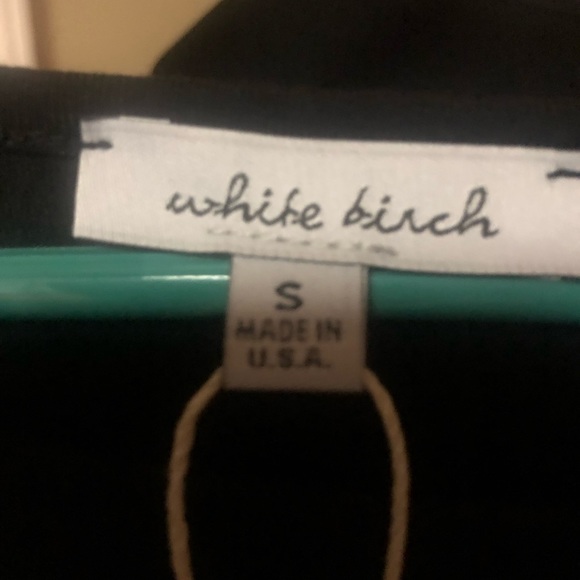 white birch
S
MADE IN
U.S.A.